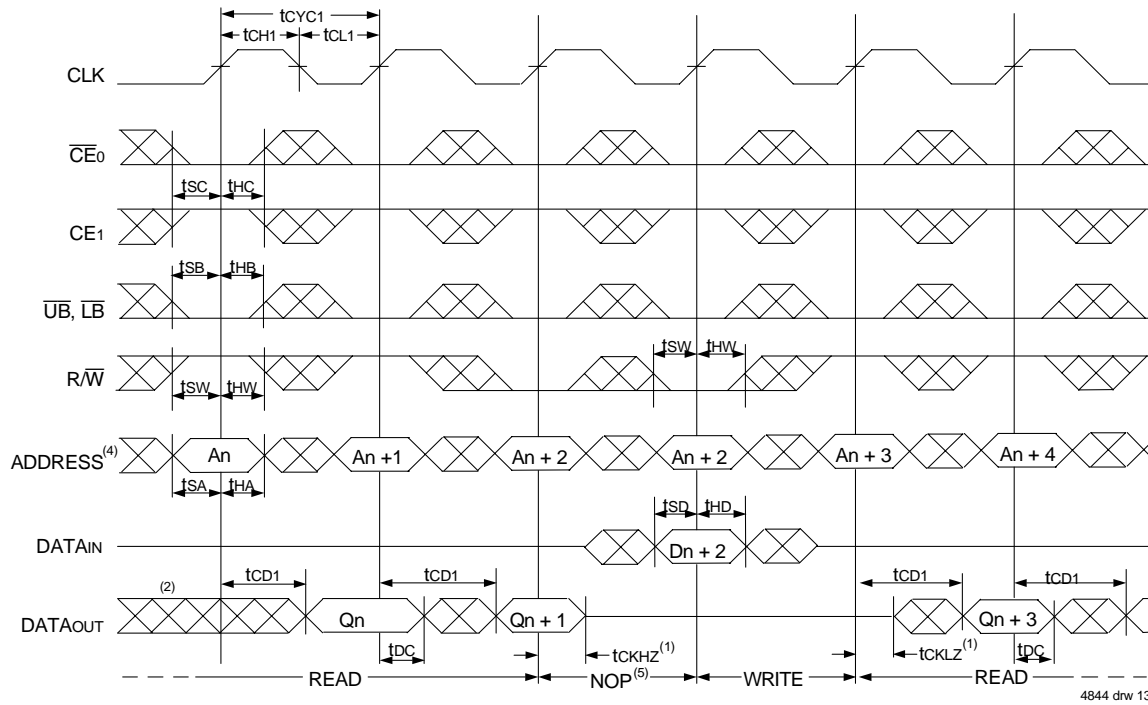 tCYC1
tCH1 tCL1
CLK
CE0
tSC tHC
CE1
tSB tHB
UB, LB
tSW tHW
R/W
tSW tHW
ADDRESS(4) An An +1 An + 2 An + 2 An + 3 An + 4
tSA tHA
tSD tHD
DATAIN Dn + 2
(2) tCD1 tCD1 tCD1 tCD1
DATAOUT Qn Qn + 1 Qn + 3
tDC tCKHZ(1) tCKLZ(1) tDC
READ NOP(5) WRITE READ
4844 drw 13